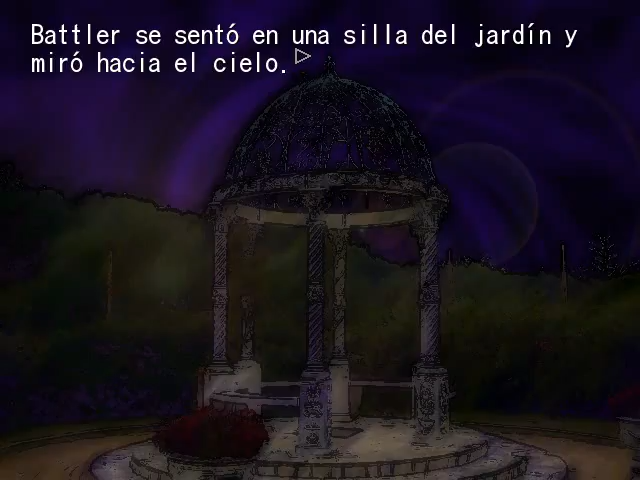 Battler se sentó en una silla del jardín y
miró hacia el cielo.